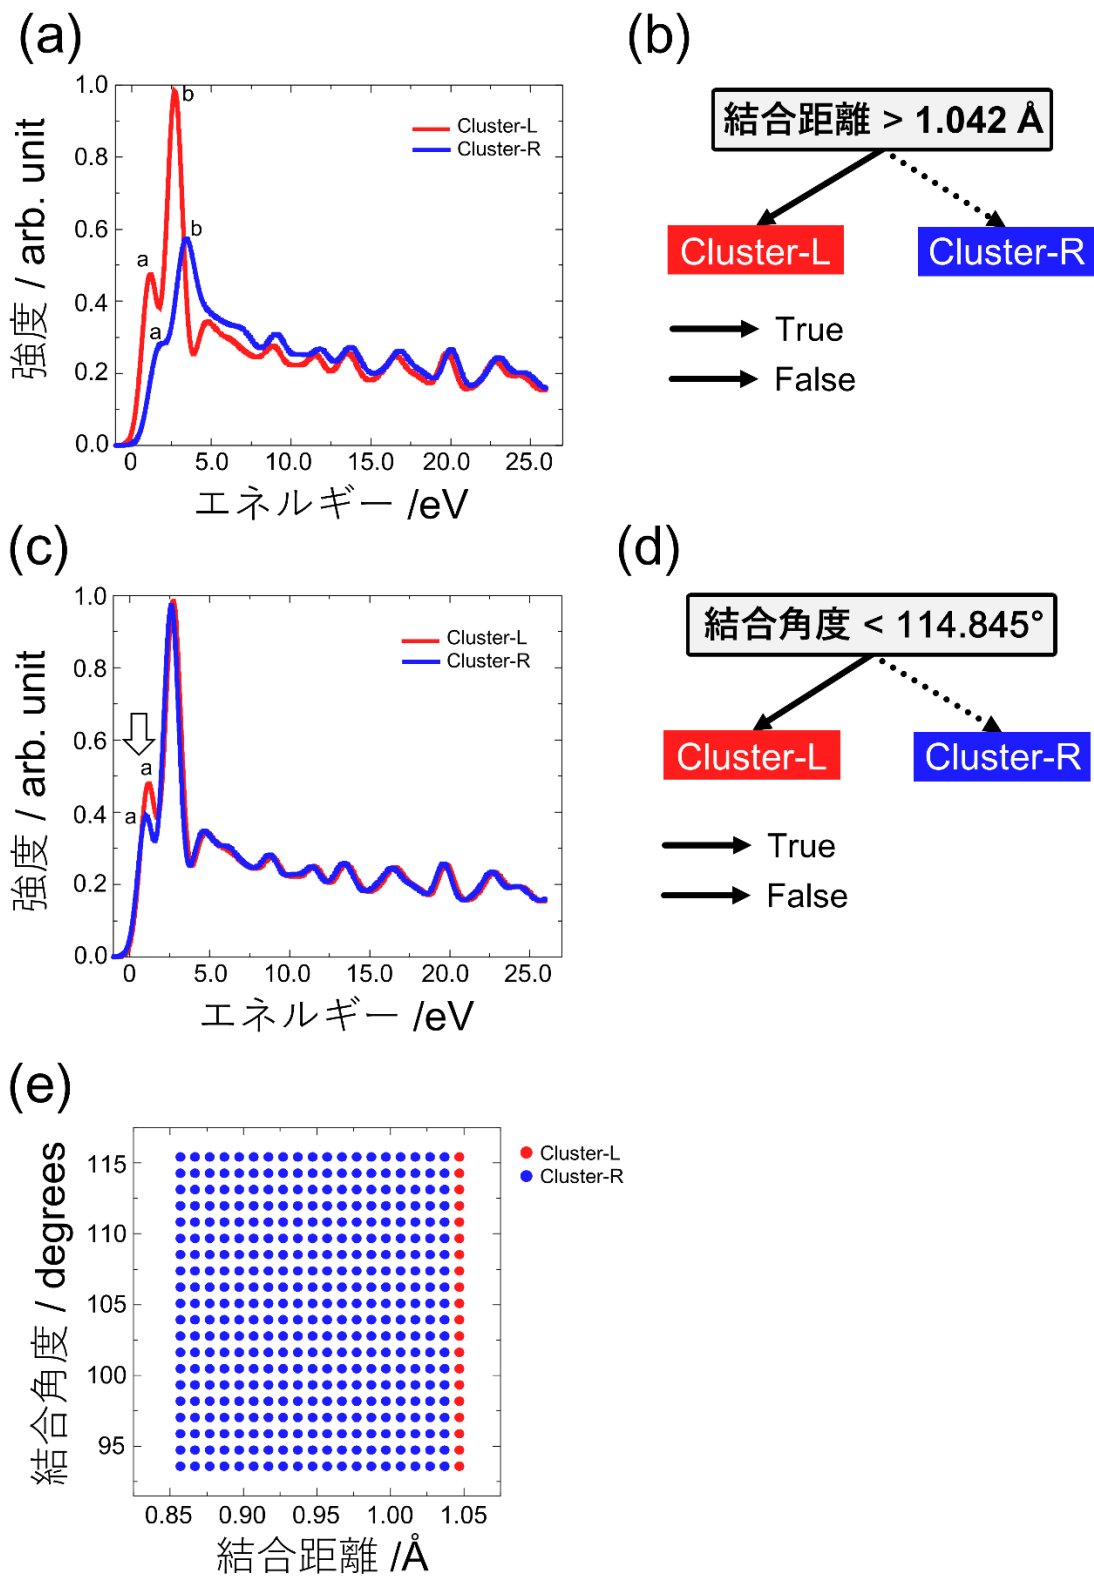 (a)
1.0
0.8
0.6
0.4
0.2
0.0
強度 / arb. unit
b
a
b
a
Cluster-L
Cluster-R
0
5.0
10.0
15.0
20.0
25.0
エネルギー /eV
(b)
結合距離 > 1.042 Å
Cluster-L
Cluster-R
True
False
(c)
1.0
0.8
0.6
0.4
0.2
0.0
強度 / arb. unit
a
a
Cluster-L
Cluster-R
0
5.0
10.0
15.0
20.0
25.0
エネルギー /eV
(d)
結合角度 < 114.845°
Cluster-L
Cluster-R
True
False
(e)
115
110
105
100
95
結合角度 / degrees
Cluster-L
Cluster-R
0.85
0.90
0.95
1.00
1.05
結合距離 /Å